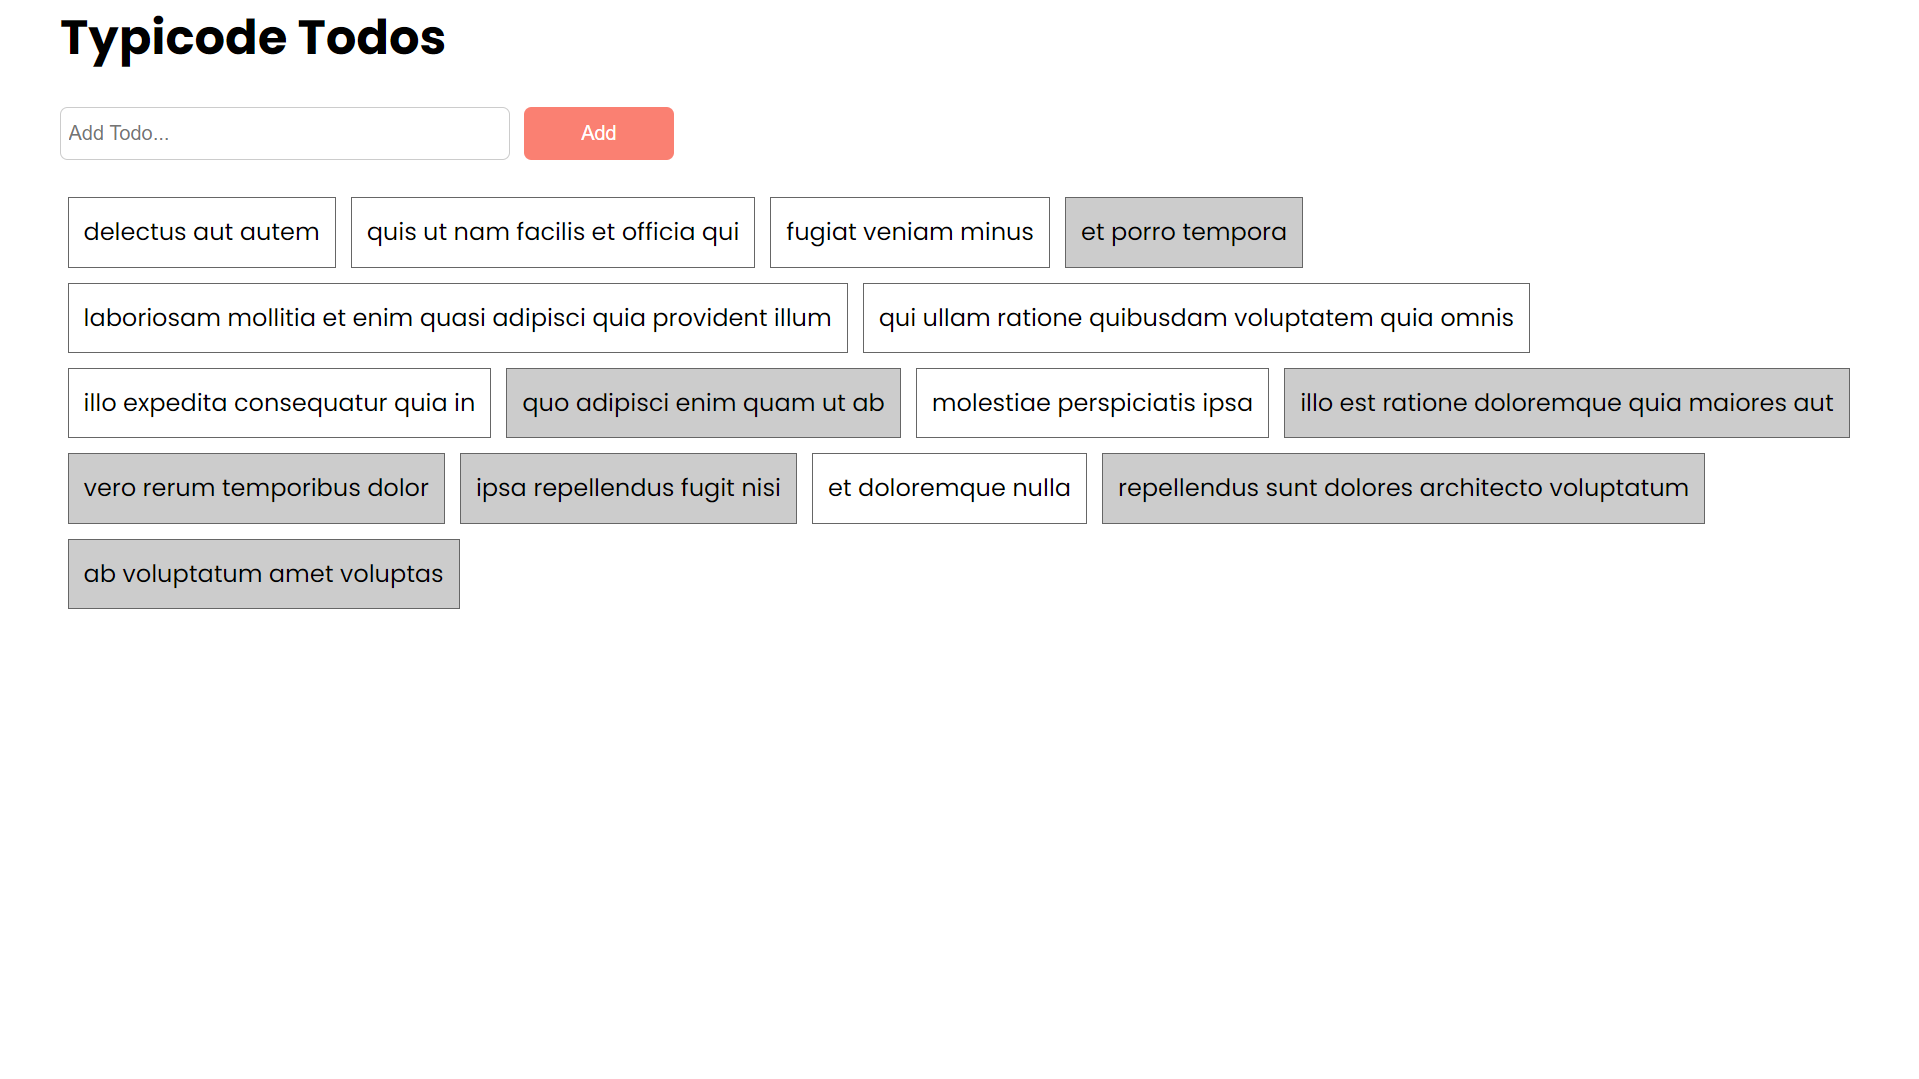 Typicode Todos
Add Todo...
Add
delectus aut autem
quis ut nam facilis et officia qui
fugiat veniam minus
et porro tempora
laboriosam mollitia et enim quasi adipisci quia provident illum
qui ullam ratione quibusdam voluptatem quia omnis
illo expedita consequatur quia in
quo adipisci enim quam ut ab
molestiae perspiciatis ipsa
illo est ratione doloremque quia maiores aut
vero rerum temporibus dolor
ipsa repellendus fugit nisi
et doloremque nulla
repellendus sunt dolores architecto voluptatum
ab voluptatum amet voluptas